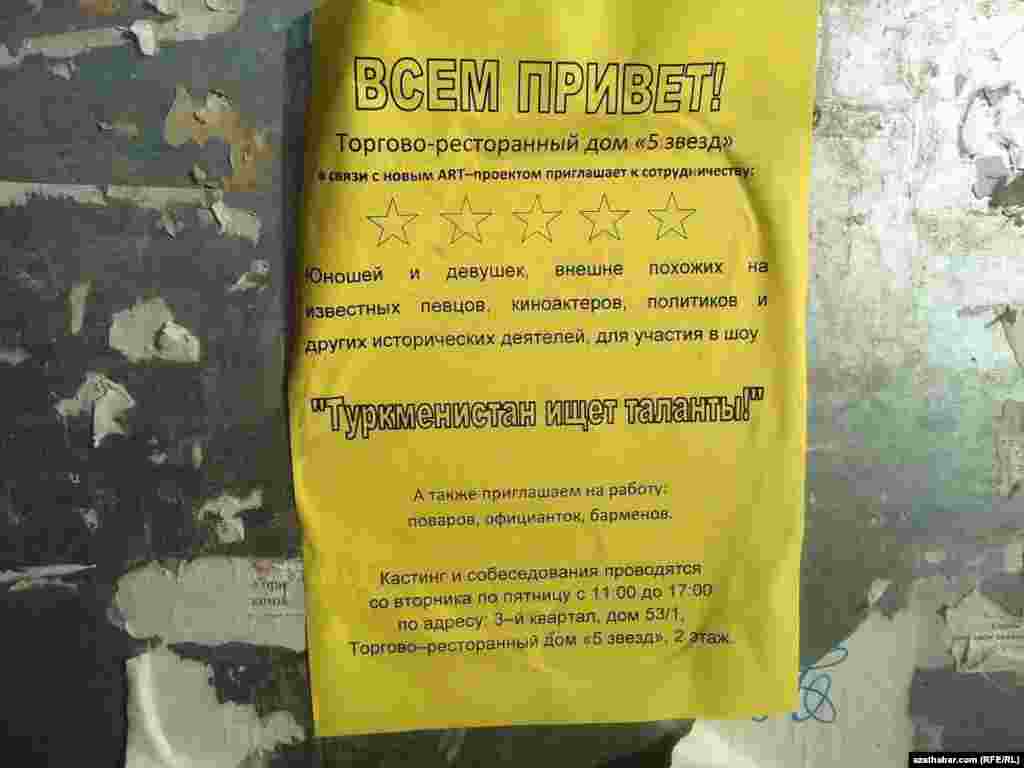 ВСЕМ ПРИВЕТ!
Торгово-ресторанный дом «5 звезд»
в связи с новым ART–проектом приглашает к сотрудничеству:
Юношей и девушек, внешне похожих на
известных певцов, киноактеров, политиков и
других исторических деятелей, для участия в шоу
"Туркменистан ищет таланты!"
А также приглашаем на работу:
поваров, официанток, барменов.
Кастинг и собеседования проводятся
со вторника по пятницу с 11:00 до 17:00
по адресу: 3–й квартал, дом 53/1,
Торгово–ресторанный дом «5 звезд», 2 этаж.
azathabar.com (RFE/RL)